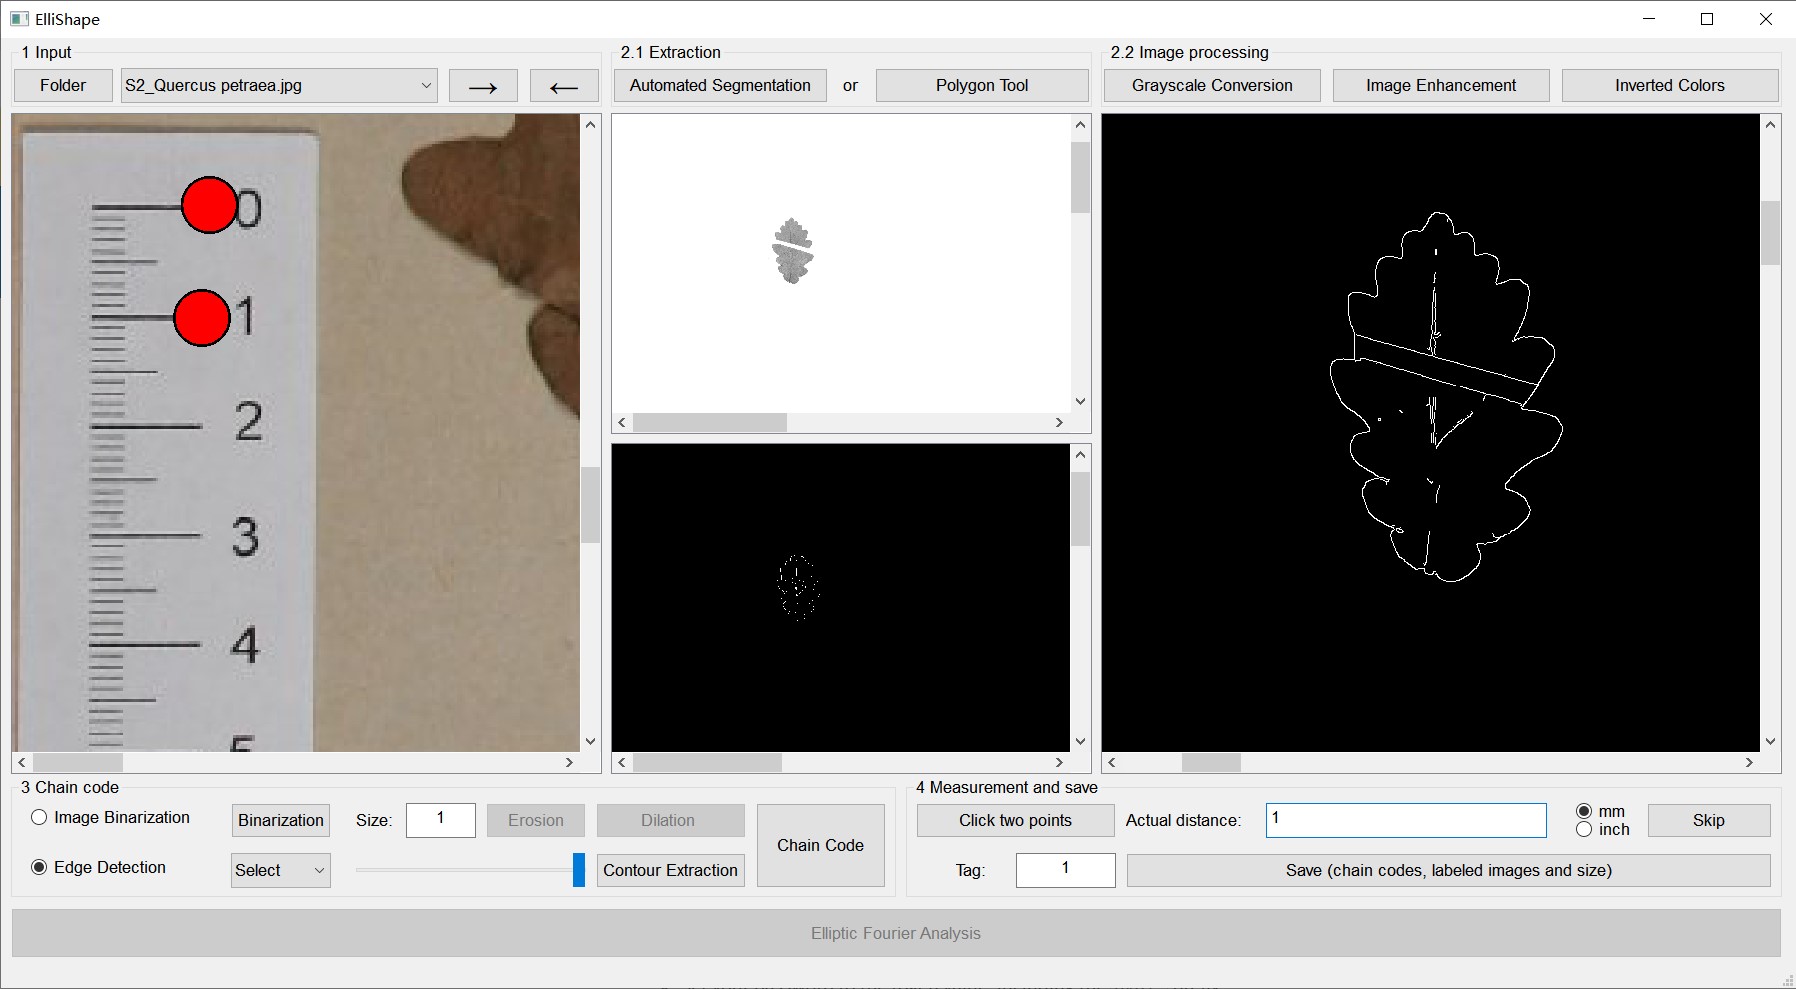 ElliShape
1 Input
2.1 Extraction
2.2 Image processing
Folder
S2_Quercus petraea.jpg
→
←
Automated Segmentation
or
Polygon Tool
Grayscale Conversion
Image Enhancement
Inverted Colors
0
1
2
3
4
3 Chain code
Image Binarization
Binarization
Size:
1
Erosion
Dilation
Chain Code
Edge Detection
Select
Contour Extraction
4 Measurement and save
Click two points
Actual distance:
1
mm
inch
Skip
Tag:
1
Save (chain codes, labeled images and size)
Elliptic Fourier Analysis